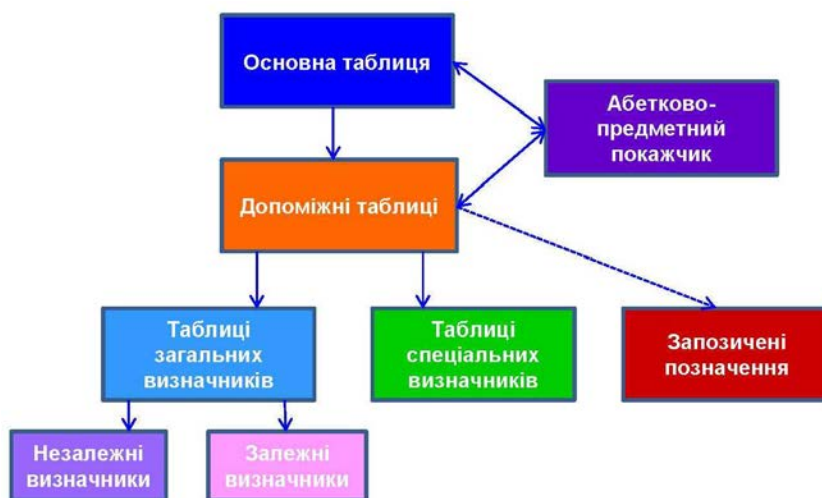 Основна таблиця
Абетково-
предметний
покажчик
Допоміжні таблиці
Таблиці
загальних
визначників
Таблиці
спеціальних
визначників
Запозичені
позначення
Незалежні
визначники
Залежні
визначники